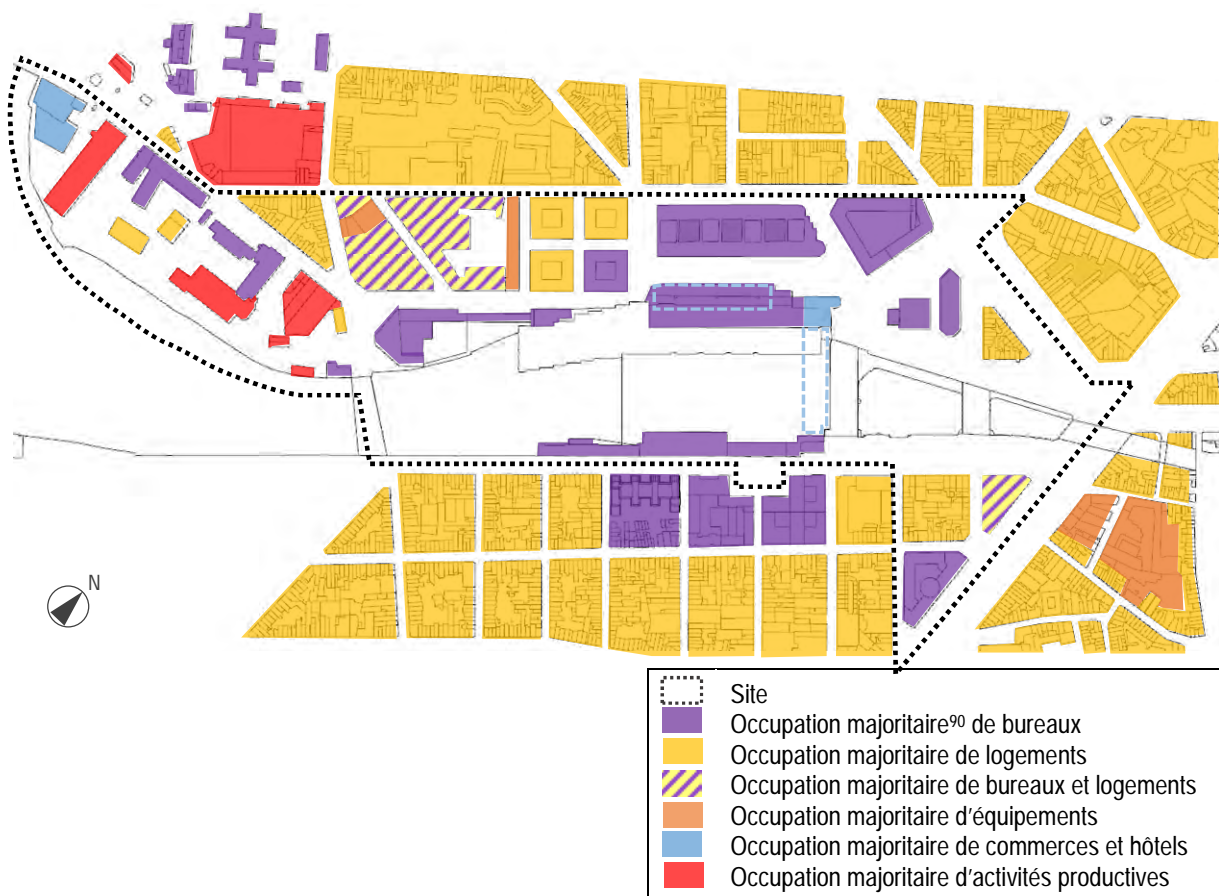 N
Site
Occupation majoritaire⁹⁰ de bureaux
Occupation majoritaire de logements
Occupation majoritaire de bureaux et logements
Occupation majoritaire d'équipements
Occupation majoritaire de commerces et hôtels
Occupation majoritaire d'activités productives